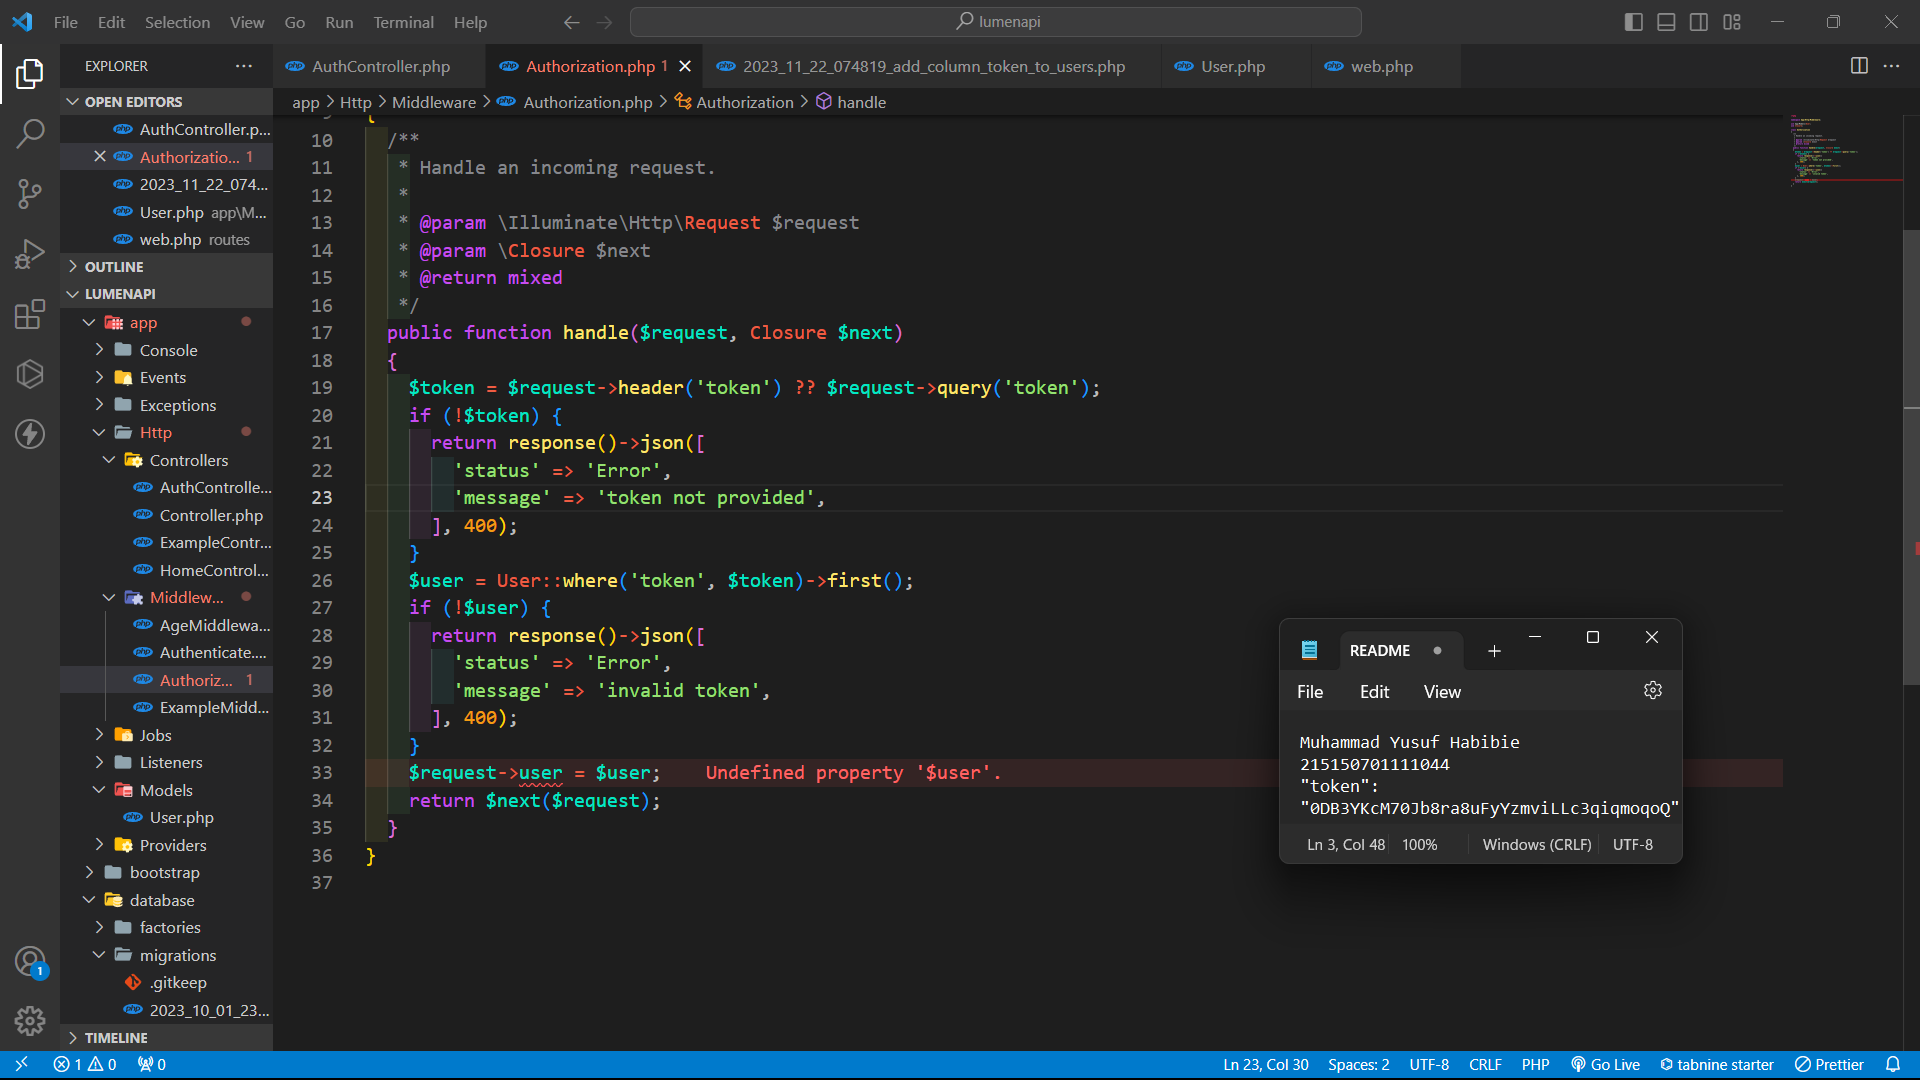 File Edit Selection View Go Run Terminal Help
lumenapi
EXPLORER
OPEN EDITORS
AuthController.p...
Authorizatio... 1
2023_11_22_074...
User.php app\M...
web.php routes
OUTLINE
LUMENAPI
app
Console
Events
Exceptions
Http
Controllers
AuthControlle...
Controller.php
ExampleContr...
HomeControl...
Middlew...
AgeMiddlewa...
Authenticate....
Authoriz... 1
ExampleMidd...
Jobs
Listeners
Models
User.php
Providers
bootstrap
database
factories
migrations
.gitkeep
2023_10_01_23...
TIMELINE
AuthController.php
Authorization.php 1
2023_11_22_074819_add_column_token_to_users.php
User.php
web.php
app > Http > Middleware > Authorization.php > Authorization > handle
10 /**
11 * Handle an incoming request.
12 *
13 * @param \Illuminate\Http\Request $request
14 * @param \Closure $next
15 * @return mixed
16 */
17 public function handle($request, Closure $next)
18 {
19 $token = $request->header('token') ?? $request->query('token');
20 if (!$token) {
21 return response()->json([
22 'status' => 'Error',
23 'message' => 'token not provided',
24 ], 400);
25 }
26 $user = User::where('token', $token)->first();
27 if (!$user) {
28 return response()->json([
29 'status' => 'Error',
30 'message' => 'invalid token',
31 ], 400);
32 }
33 $request->user = $user; Undefined property '$user'.
34 return $next($request);
35 }
36 }
37
README
File Edit View
Muhammad Yusuf Habibie
215150701111044
"token":
"0DB3YKcM70Jb8ra8uFyYzmviLLc3qiqmoqoQ"
Ln 3, Col 48 100% Windows (CRLF) UTF-8
1
1 0 0
Ln 23, Col 30 Spaces: 2 UTF-8 CRLF PHP Go Live tabnine starter Prettier